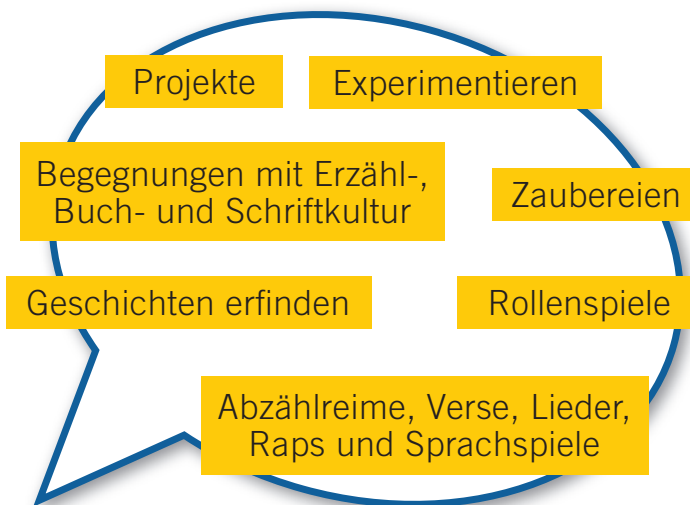 Projekte
Experimentieren
Begegnungen mit Erzähl-,
Buch- und Schriftkultur
Zaubereien
Geschichten erfinden
Rollenspiele
Abzählreime, Verse, Lieder,
Raps und Sprachspiele